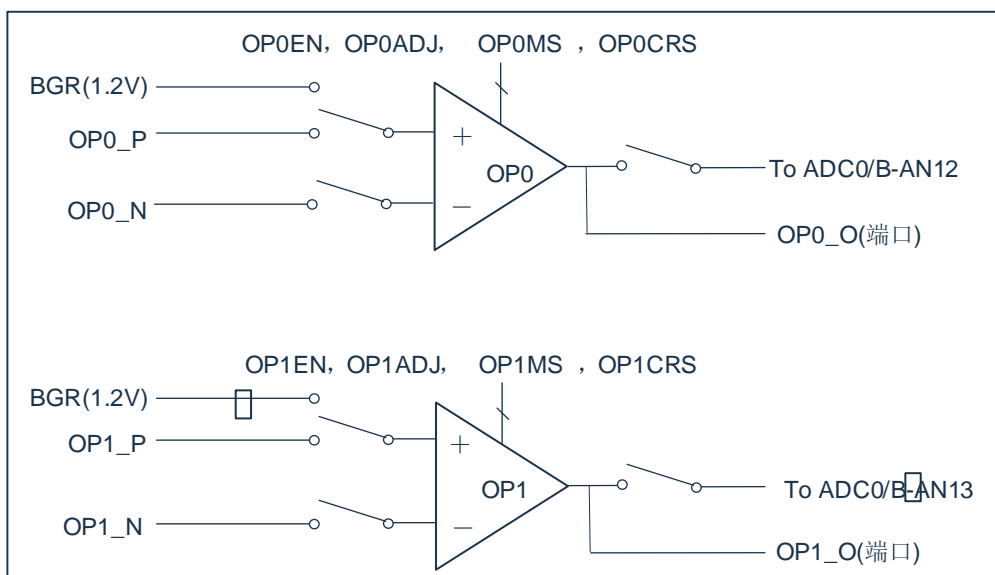 OP0EN，OP0ADJ， OP0MS ，OP0CRS
BGR(1.2V)
OP0_P
+
OP0
To ADC0/B-AN12
OP0_N
−
OP0_O(端口)
OP1EN，OP1ADJ， OP1MS ，OP1CRS
BGR(1.2V)
OP1_P
+
OP1
To ADC0/B-AN13
OP1_N
−
OP1_O(端口)